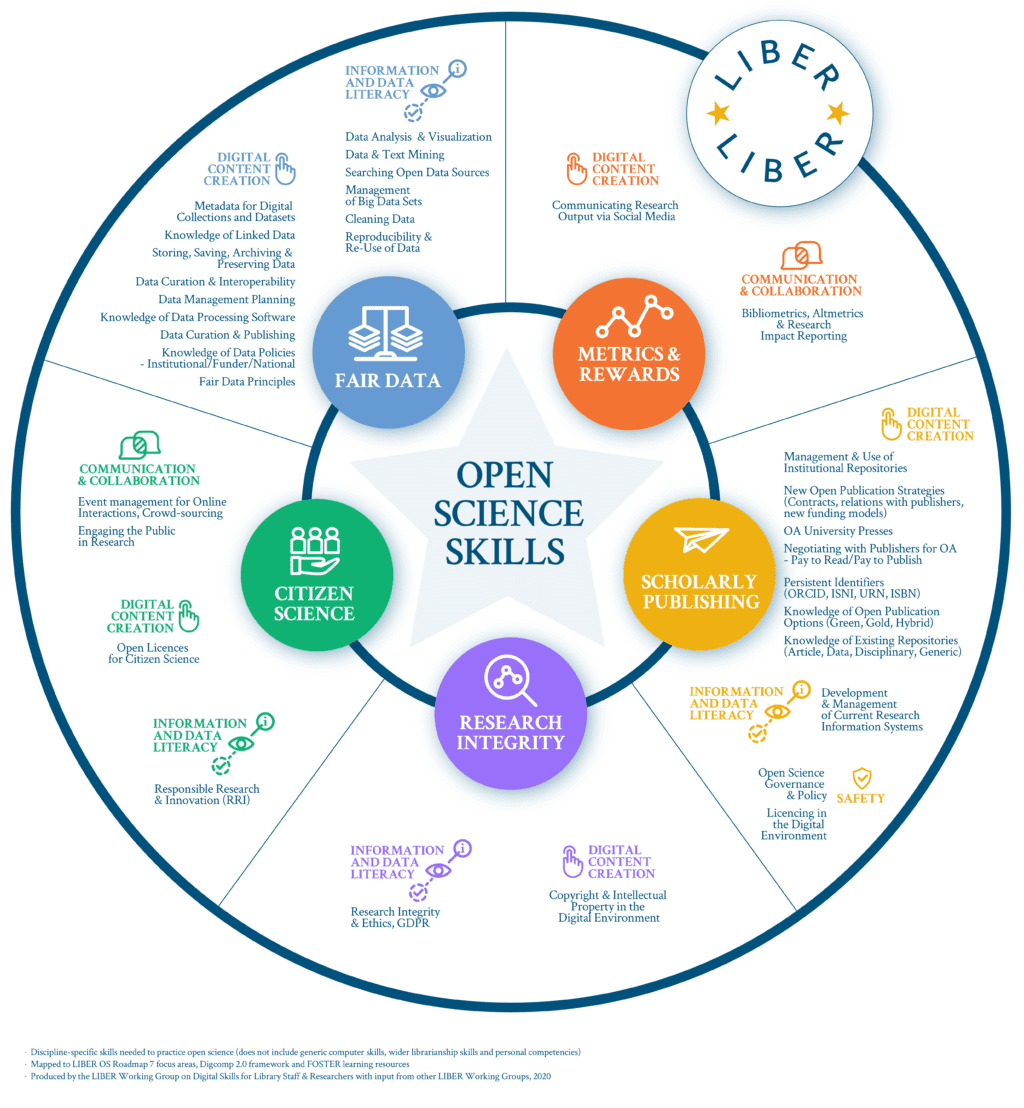 LIBER
LIBER
OPEN
SCIENCE
SKILLS
FAIR DATA
INFORMATION
AND DATA
LITERACY
Data Analysis & Visualization
Data & Text Mining
Searching Open Data Sources
Management
of Big Data Sets
Cleaning Data
Reproducibility &
Re-Use of Data
DIGITAL
CONTENT
CREATION
Metadata for Digital
Collections and Datasets
Knowledge of Linked Data
Storing, Saving, Archiving &
Preserving Data
Data Curation & Interoperability
Data Management Planning
Knowledge of Data Processing Software
Data Curation & Publishing
Knowledge of Data Policies
- Institutional/Funder/National
Fair Data Principles
METRICS &
REWARDS
DIGITAL
CONTENT
CREATION
Communicating Research
Output via Social Media
COMMUNICATION
& COLLABORATION
Bibliometrics, Altmetrics
& Research
Impact Reporting
SCHOLARLY
PUBLISHING
DIGITAL
CONTENT
CREATION
Management & Use of
Institutional Repositories
New Open Publication Strategies
(Contracts, relations with publishers,
new funding models)
OA University Presses
Negotiating with Publishers for OA
- Pay to Read/Pay to Publish
Persistent Identifiers
(ORCID, ISNI, URN, ISBN)
Knowledge of Open Publication
Options (Green, Gold, Hybrid)
Knowledge of Existing Repositories
(Article, Data, Disciplinary, Generic)
INFORMATION
AND DATA
LITERACY
Development
& Management
of Current Research
Information Systems
Open Science
Governance
& Policy
Licencing in
the Digital
Environment
SAFETY
RESEARCH
INTEGRITY
INFORMATION
AND DATA
LITERACY
Research Integrity
& Ethics, GDPR
DIGITAL
CONTENT
CREATION
Copyright & Intellectual
Property in the
Digital Environment
CITIZEN
SCIENCE
COMMUNICATION
& COLLABORATION
Event management for Online
Interactions, Crowd-sourcing
Engaging the Public
in Research
DIGITAL
CONTENT
CREATION
Open Licences
for Citizen Science
INFORMATION
AND DATA
LITERACY
Responsible Research
& Innovation (RRI)
· Discipline-specific skills needed to practice open science (does not include generic computer skills, wider librarianship skills and personal competencies)
· Mapped to LIBER OS Roadmap 7 focus areas, Digcomp 2.0 framework and FOSTER learning resources
· Produced by the LIBER Working Group on Digital Skills for Library Staff & Researchers with input from other LIBER Working Groups, 2020